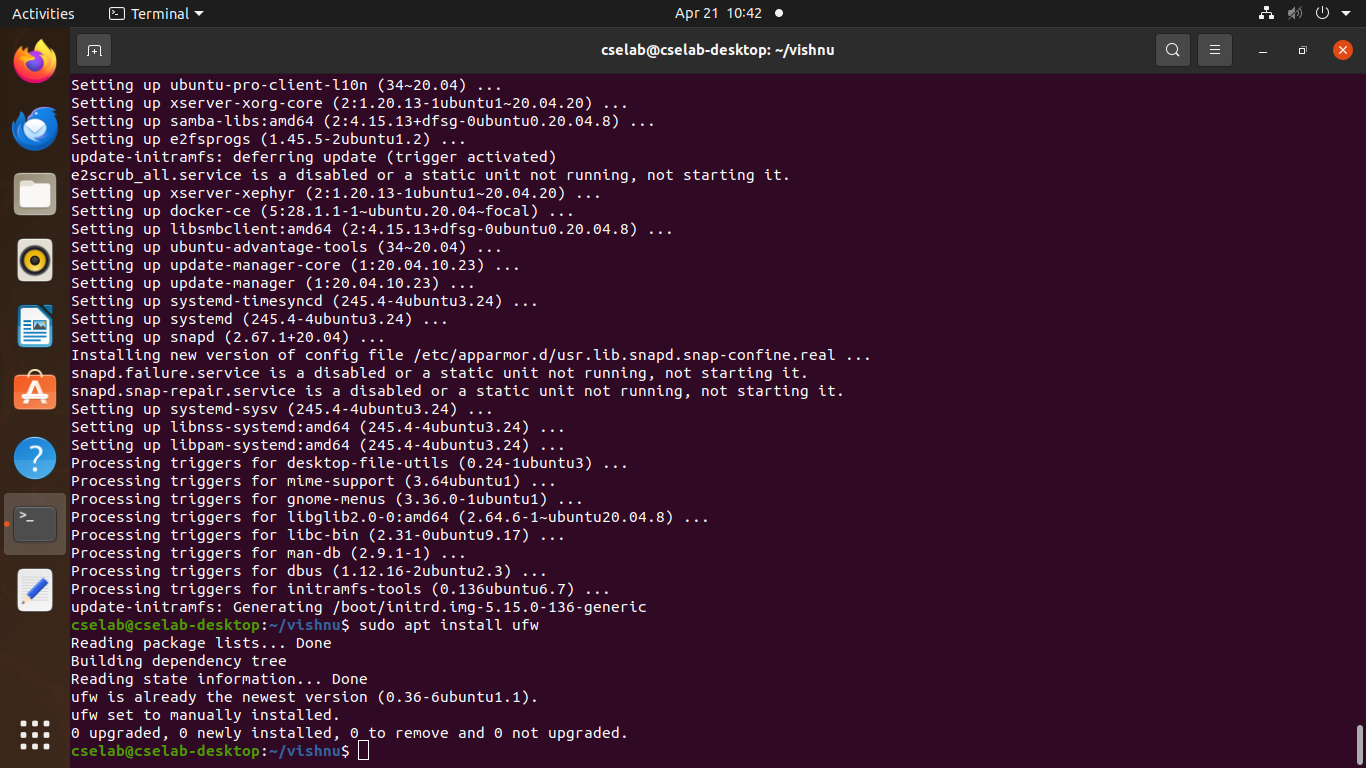 Activities
Terminal
Apr 21 10:42
cselab@cselab-desktop: ~/vishnu
Setting up ubuntu-pro-client-l10n (34~20.04) ...
Setting up xserver-xorg-core (2:1.20.13-1ubuntu1~20.04.20) ...
Setting up samba-libs:amd64 (2:4.15.13+dfsg-0ubuntu0.20.04.8) ...
Setting up e2fsprogs (1.45.5-2ubuntu1.2) ...
update-initramfs: deferring update (trigger activated)
e2scrub_all.service is a disabled or a static unit not running, not starting it.
Setting up xserver-xephyr (2:1.20.13-1ubuntu1~20.04.20) ...
Setting up docker-ce (5:28.1.1-1~ubuntu.20.04~focal) ...
Setting up libsmbclient:amd64 (2:4.15.13+dfsg-0ubuntu0.20.04.8) ...
Setting up ubuntu-advantage-tools (34~20.04) ...
Setting up update-manager-core (1:20.04.10.23) ...
Setting up update-manager (1:20.04.10.23) ...
Setting up systemd-timesyncd (245.4-4ubuntu3.24) ...
Setting up systemd (245.4-4ubuntu3.24) ...
Setting up snapd (2.67.1+20.04) ...
Installing new version of config file /etc/apparmor.d/usr.lib.snapd.snap-confine.real ...
snapd.failure.service is a disabled or a static unit not running, not starting it.
snapd.snap-repair.service is a disabled or a static unit not running, not starting it.
Setting up systemd-sysv (245.4-4ubuntu3.24) ...
Setting up libnss-systemd:amd64 (245.4-4ubuntu3.24) ...
Setting up libpam-systemd:amd64 (245.4-4ubuntu3.24) ...
Processing triggers for desktop-file-utils (0.24-1ubuntu3) ...
Processing triggers for mime-support (3.64ubuntu1) ...
Processing triggers for gnome-menus (3.36.0-1ubuntu1) ...
Processing triggers for libglib2.0-0:amd64 (2.64.6-1~ubuntu20.04.8) ...
Processing triggers for libc-bin (2.31-0ubuntu9.17) ...
Processing triggers for man-db (2.9.1-1) ...
Processing triggers for dbus (1.12.16-2ubuntu2.3) ...
Processing triggers for initramfs-tools (0.136ubuntu6.7) ...
update-initramfs: Generating /boot/initrd.img-5.15.0-136-generic
cselab@cselab-desktop:~/vishnu$ sudo apt install ufw
Reading package lists... Done
Building dependency tree
Reading state information... Done
ufw is already the newest version (0.36-6ubuntu1.1).
ufw set to manually installed.
0 upgraded, 0 newly installed, 0 to remove and 0 not upgraded.
cselab@cselab-desktop:~/vishnu$